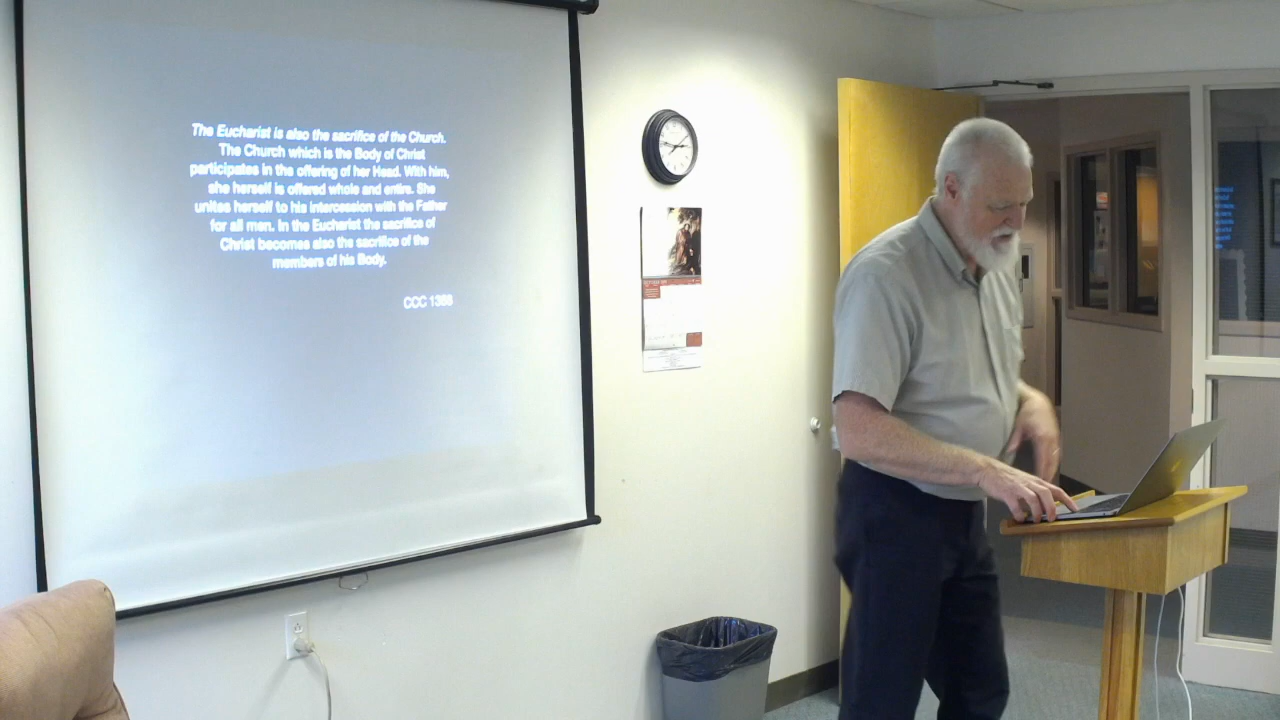 The Eucharist is also the sacrifice of the Church.
The Church which is the Body of Christ
participates in the offering of her Head. With him,
she herself is offered whole and entire. She
unites herself to his intercession with the Father
for all men. In the Eucharist the sacrifice of
Christ becomes also the sacrifice of the
members of his Body.
CCC 1368